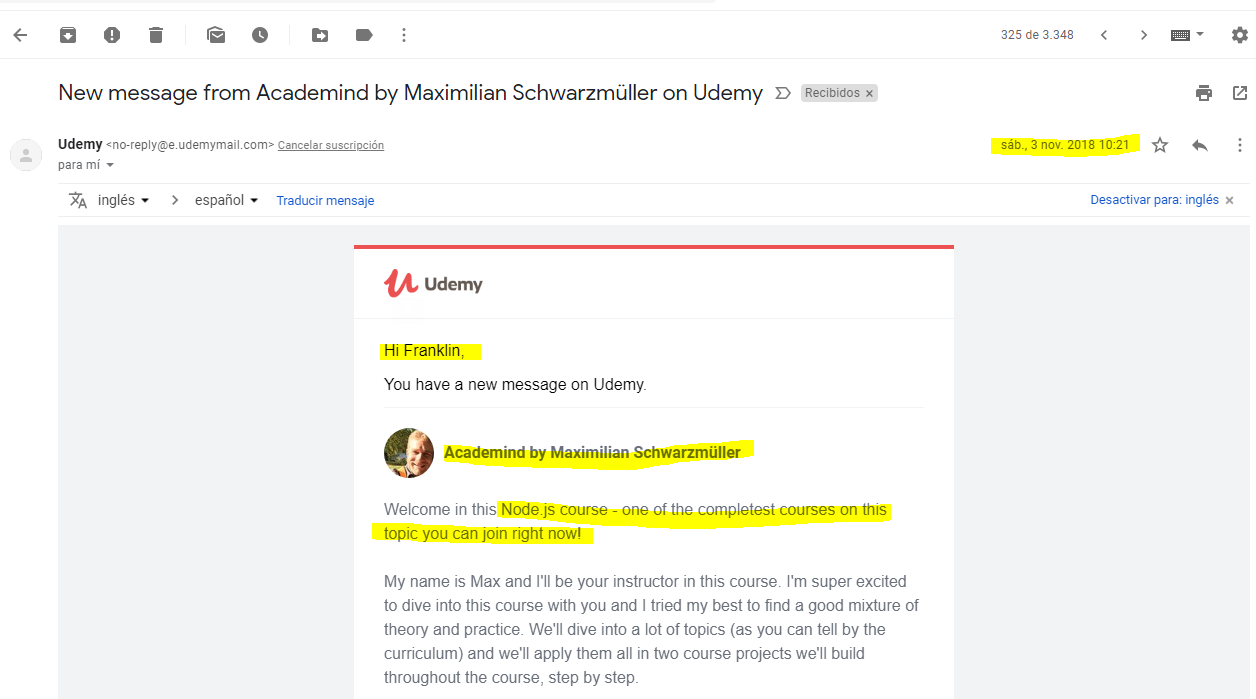 325 de 3.348
New message from Academind by Maximilian Schwarzmüller on Udemy Recibidos x
Udemy <no-reply@e.udemymail.com> Cancelar suscripción
sáb., 3 nov. 2018 10:21
para mí
inglés > español Traducir mensaje
Desactivar para: inglés x
Udemy
Hi Franklin,
You have a new message on Udemy.
Academind by Maximilian Schwarzmüller
Welcome in this Node.js course - one of the completest courses on this
topic you can join right now!
My name is Max and I'll be your instructor in this course. I'm super excited
to dive into this course with you and I tried my best to find a good mixture of
theory and practice. We'll dive into a lot of topics (as you can tell by the
curriculum) and we'll apply them all in two course projects we'll build
throughout the course, step by step.